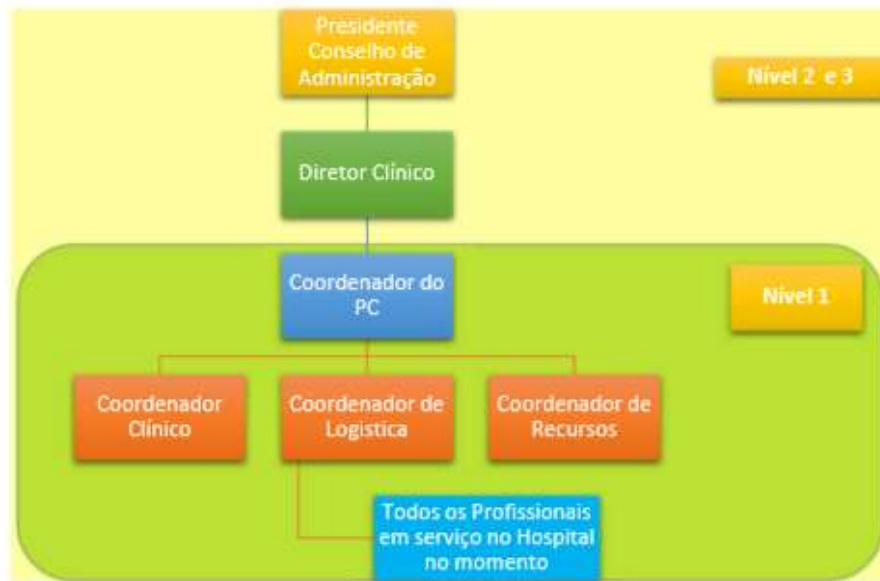 Presidente
Conselho de
Administração
Nível 2 e 3
Diretor Clínico
Coordenador do
PC
Nível 1
Coordenador
Clínico
Coordenador de
Logistica
Coordenador de
Recursos
Todos os Profissionais
em serviço no Hospital
no momento